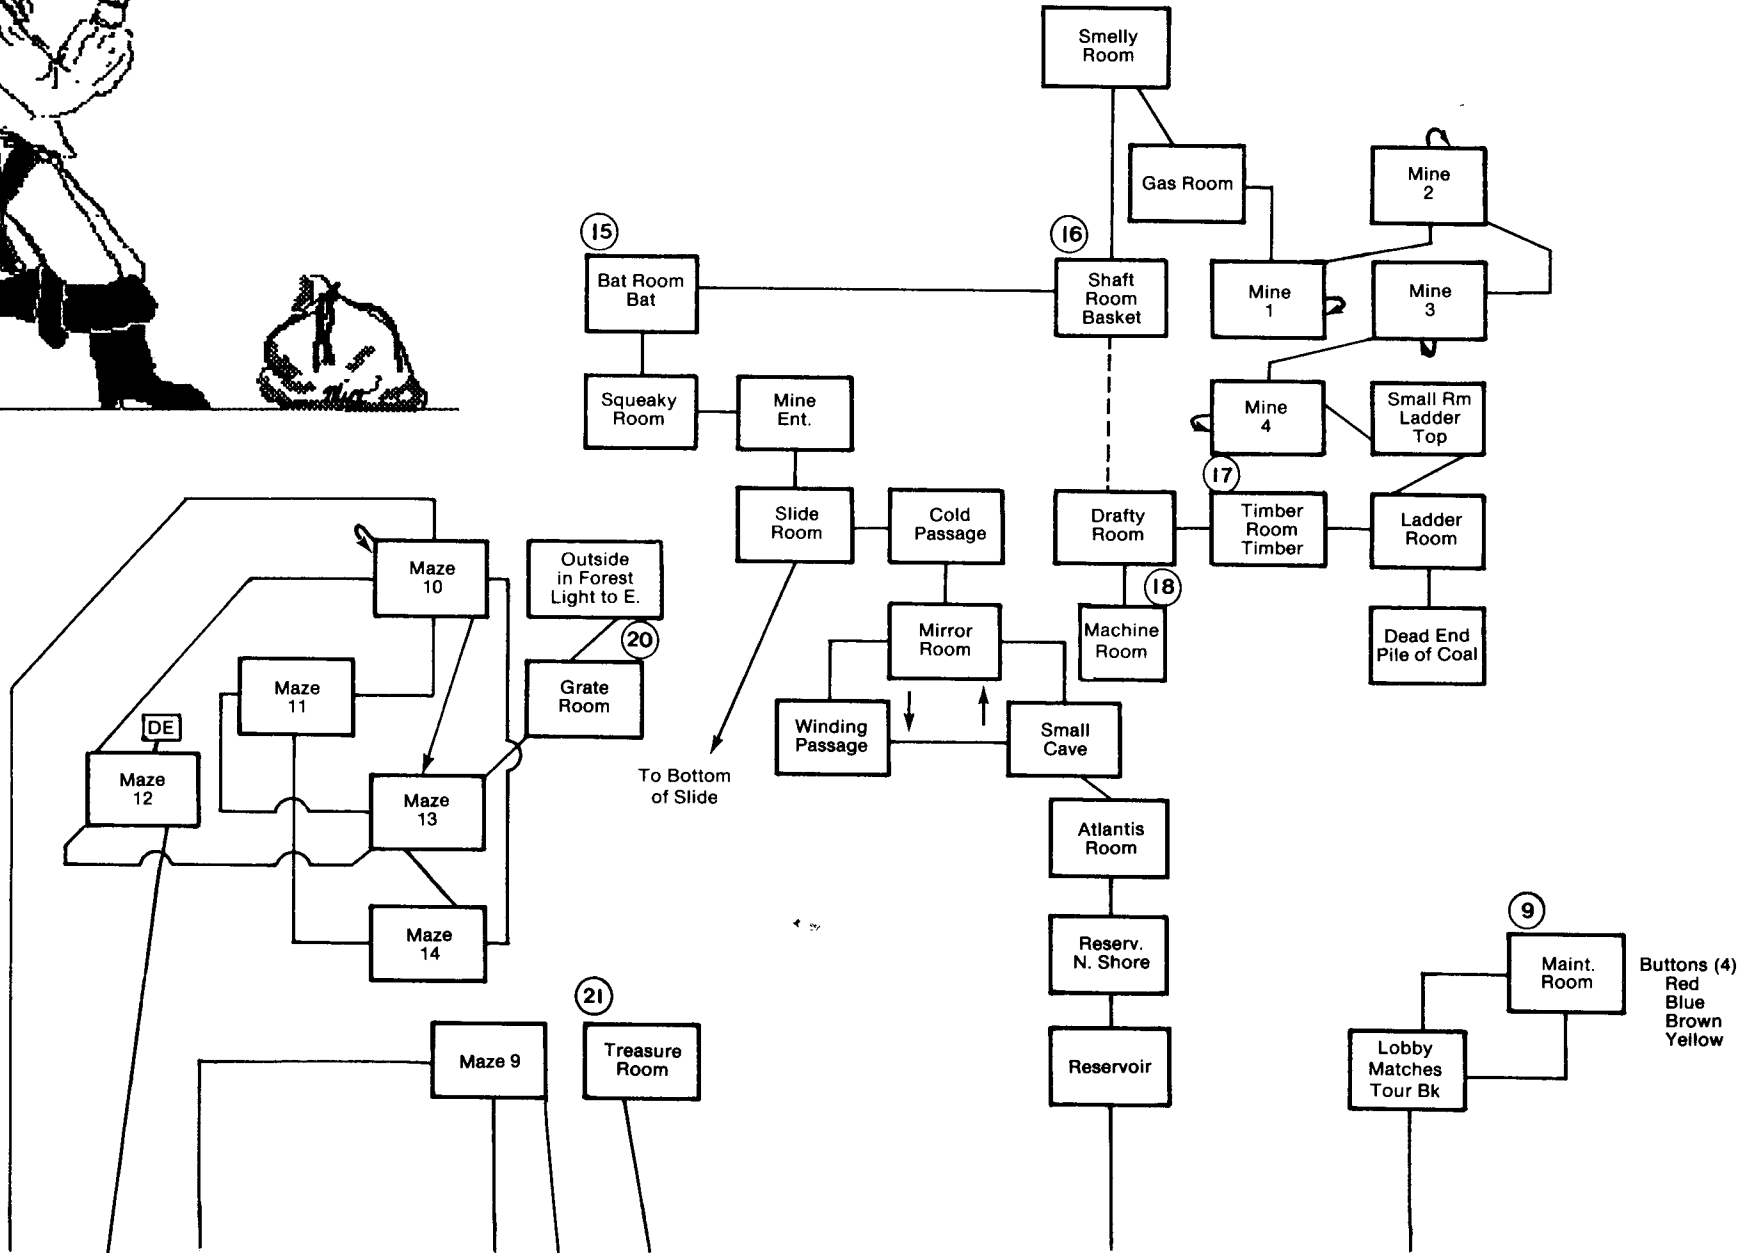 Smelly
Room
Gas Room
Mine
2
15
16
Bat Room
Bat
Shaft
Room
Basket
Mine
1
Mine
3
Squeaky
Room
Mine
Ent.
Mine
4
Small Rm
Ladder
Top
17
Slide
Room
Cold
Passage
Drafty
Room
Timber
Room
Timber
Ladder
Room
Maze
10
Outside
in Forest
Light to E.
18
20
Mirror
Room
Machine
Room
Dead End
Pile of Coal
Maze
11
Grate
Room
DE
Winding
Passage
Small
Cave
Maze
12
Maze
13
To Bottom
of Slide
Atlantis
Room
Maze
14
Reserv.
N. Shore
9
Maint.
Room
Buttons (4)
Red
Blue
Brown
Yellow
21
Maze 9
Treasure
Room
Reservoir
Lobby
Matches
Tour Bk